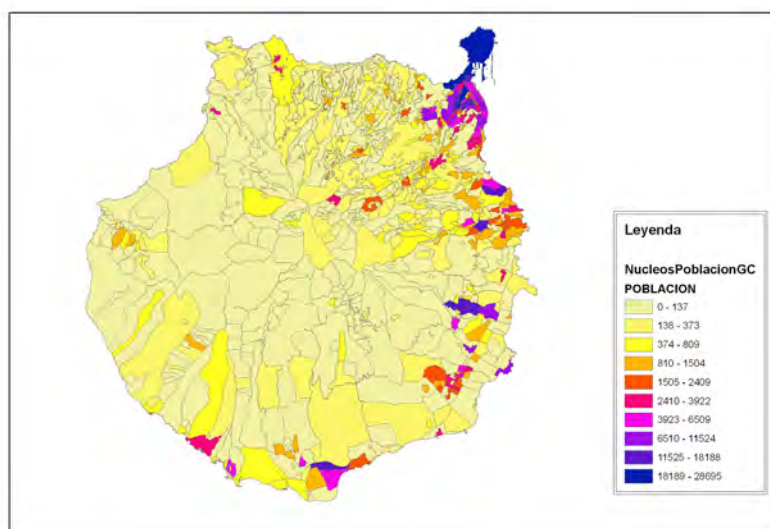 Leyenda
NucleosPoblacionGC
POBLACION
0 - 137
138 - 373
374 - 809
810 - 1504
1505 - 2409
2410 - 3922
3923 - 6509
6510 - 11524
11525 - 18188
18189 - 28695